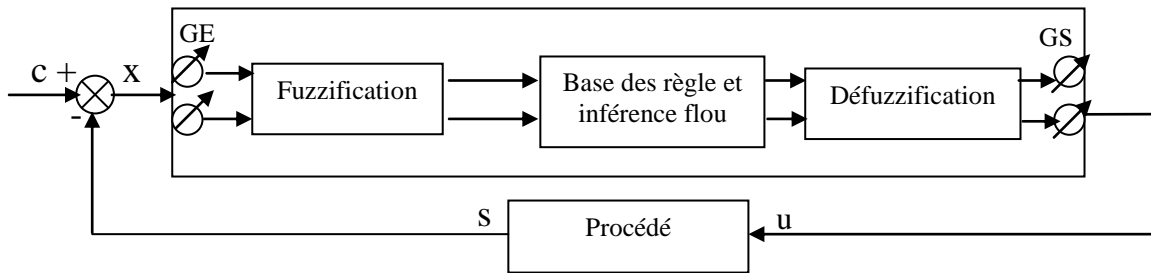 GE
GS
c +
x
-
Fuzzification
Base des règle et
inférence flou
Défuzzification
s
Procédé
u